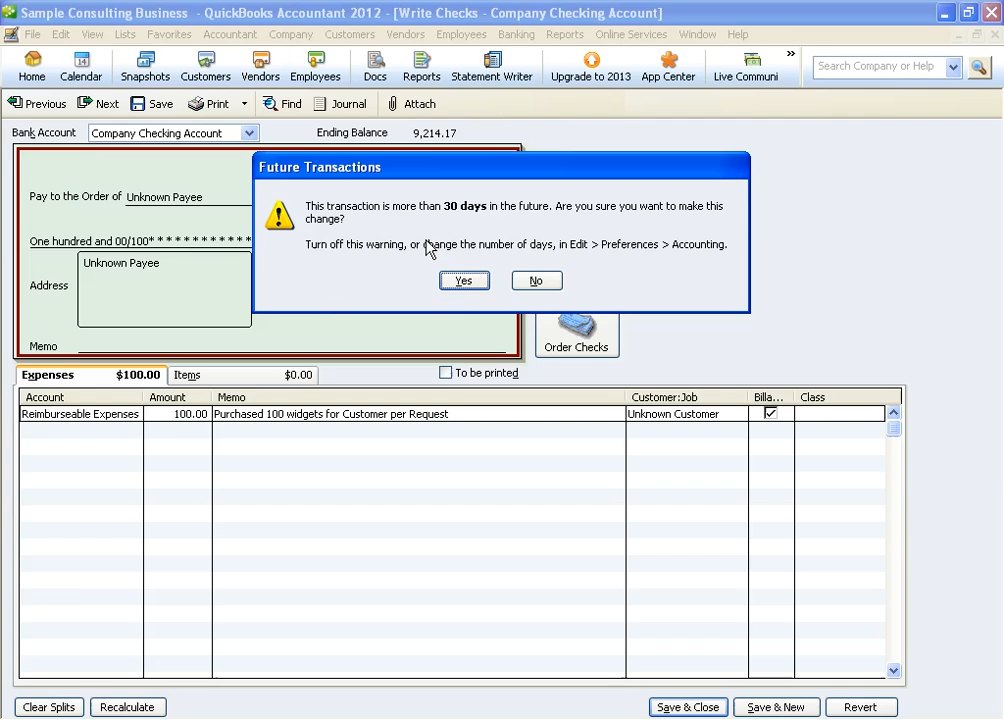 Sample Consulting Business - QuickBooks Accountant 2012 - [Write Checks - Company Checking Account]
File Edit View Lists Favorites Accountant Company Customers Vendors Employees Banking Reports Online Services Window Help
Home Calendar Snapshots Customers Vendors Employees Docs Reports Statement Writer Upgrade to 2013 App Center Live Communi » Search Company or Help
Previous Next Save Print Find Journal Attach
Bank Account Company Checking Account Ending Balance 9,214.17
Future Transactions
Pay to the Order of Unknown Payee
This transaction is more than 30 days in the future. Are you sure you want to make this
change?
One hundred and 00/100* * * * * * * * * * *
Turn off this warning, or change the number of days, in Edit > Preferences > Accounting.
Unknown Payee
Address
Yes No
Memo
Order Checks
Expenses $100.00 Items $0.00 To be printed
Account Amount Memo Customer:Job Billa... Class
Reimburseable Expenses 100.00 Purchased 100 widgets for Customer per Request Unknown Customer
Clear Splits Recalculate Save & Close Save & New Revert